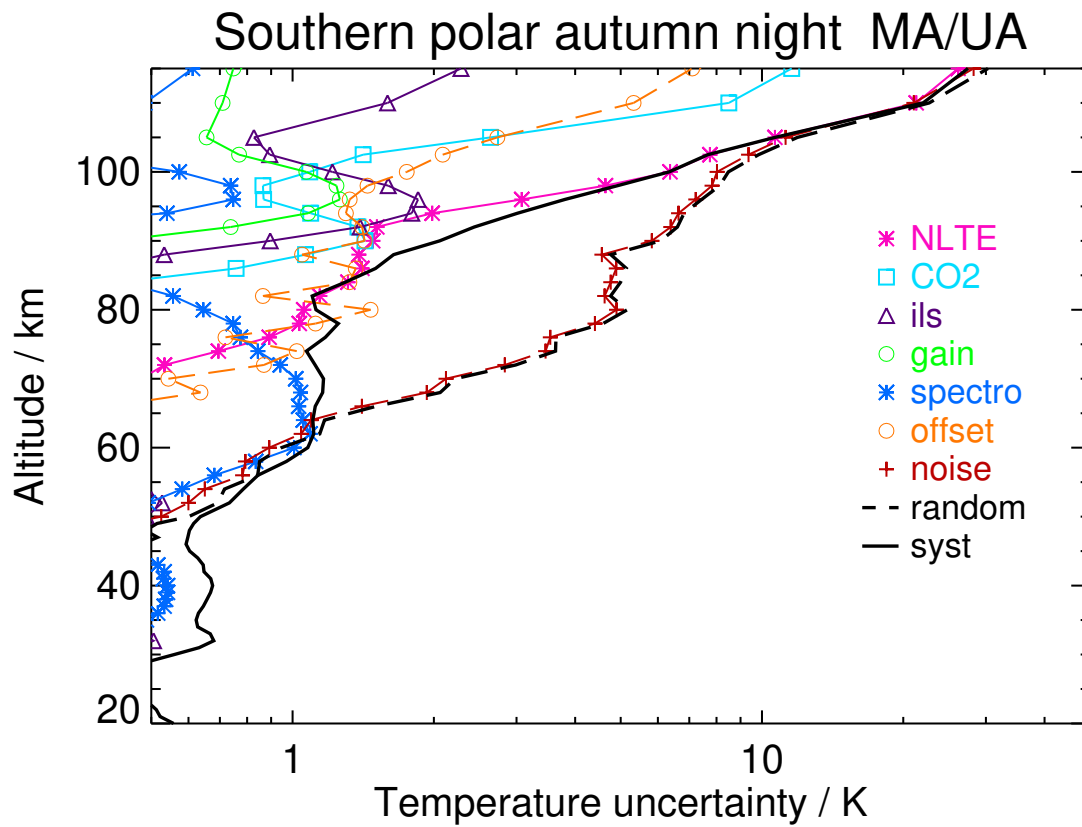 Southern polar autumn night  MA/UA
Altitude / km
100
80
60
40
20
NLTE
CO2
ils
gain
spectro
offset
noise
random
syst
1
10
Temperature uncertainty / K